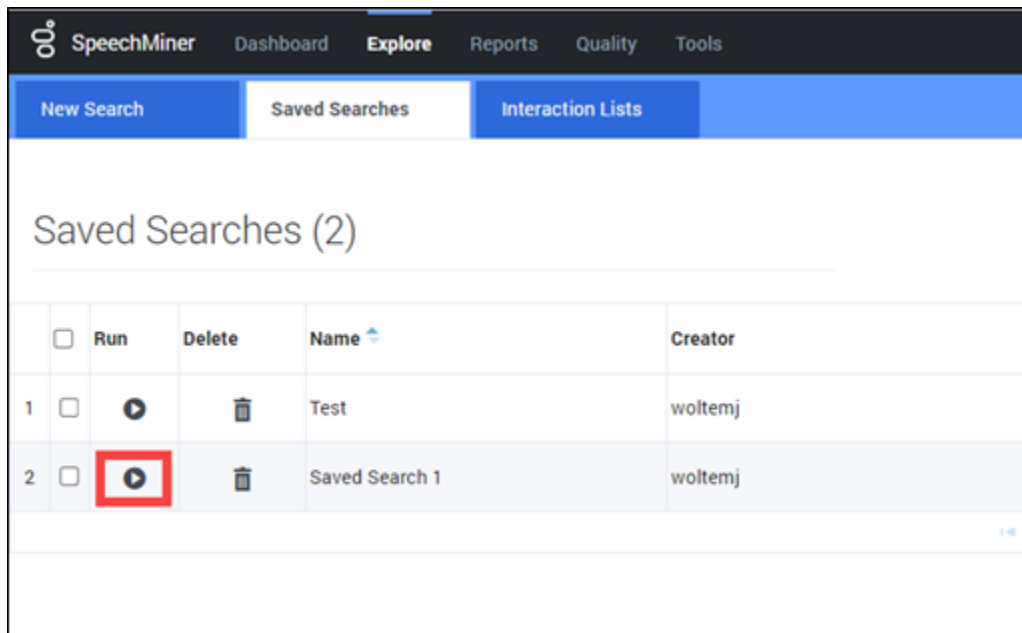 SpeechMiner Dashboard Explore Reports Quality Tools
New Search Saved Searches Interaction Lists
Saved Searches (2)
Run Delete Name Creator
1 Test woltemj
2 Saved Search 1 woltemj